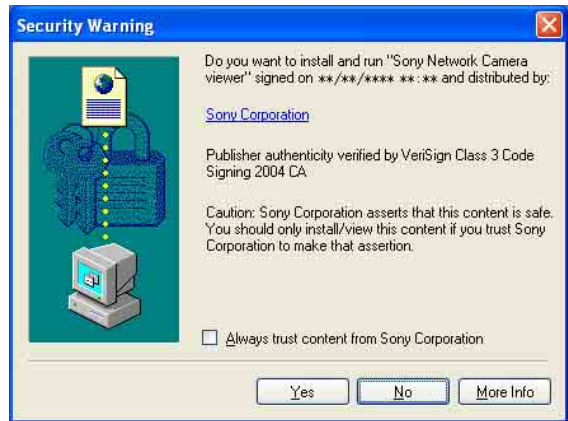 Security Warning
Do you want to install and run "Sony Network Camera
viewer" signed on **/**/**** **:** and distributed by:
Sony Corporation
Publisher authenticity verified by VeriSign Class 3 Code
Signing 2004 CA
Caution: Sony Corporation asserts that this content is safe.
You should only install/view this content if you trust Sony
Corporation to make that assertion.
Always trust content from Sony Corporation
Yes No More Info